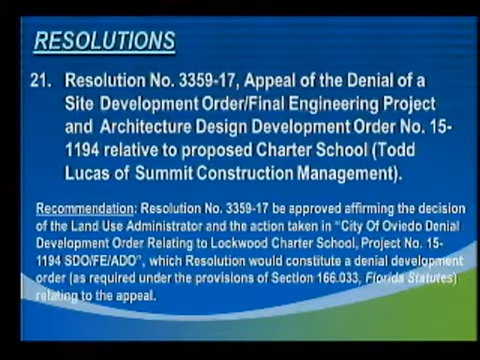 RESOLUTIONS
21. Resolution No. 3359-17, Appeal of the Denial of a
Site Development Order/Final Engineering Project
and Architecture Design Development Order No. 15-
1194 relative to proposed Charter School (Todd
Lucas of Summit Construction Management).
Recommendation: Resolution No. 3359-17 be approved affirming the decision
of the Land Use Administrator and the action taken in “City Of Oviedo Denial
Development Order Relating to Lockwood Charter School, Project No. 15-
1194 SDO/FE/ADO”, which Resolution would constitute a denial development
order (as required under the provisions of Section 166.033, Florida Statutes)
relating to the appeal.